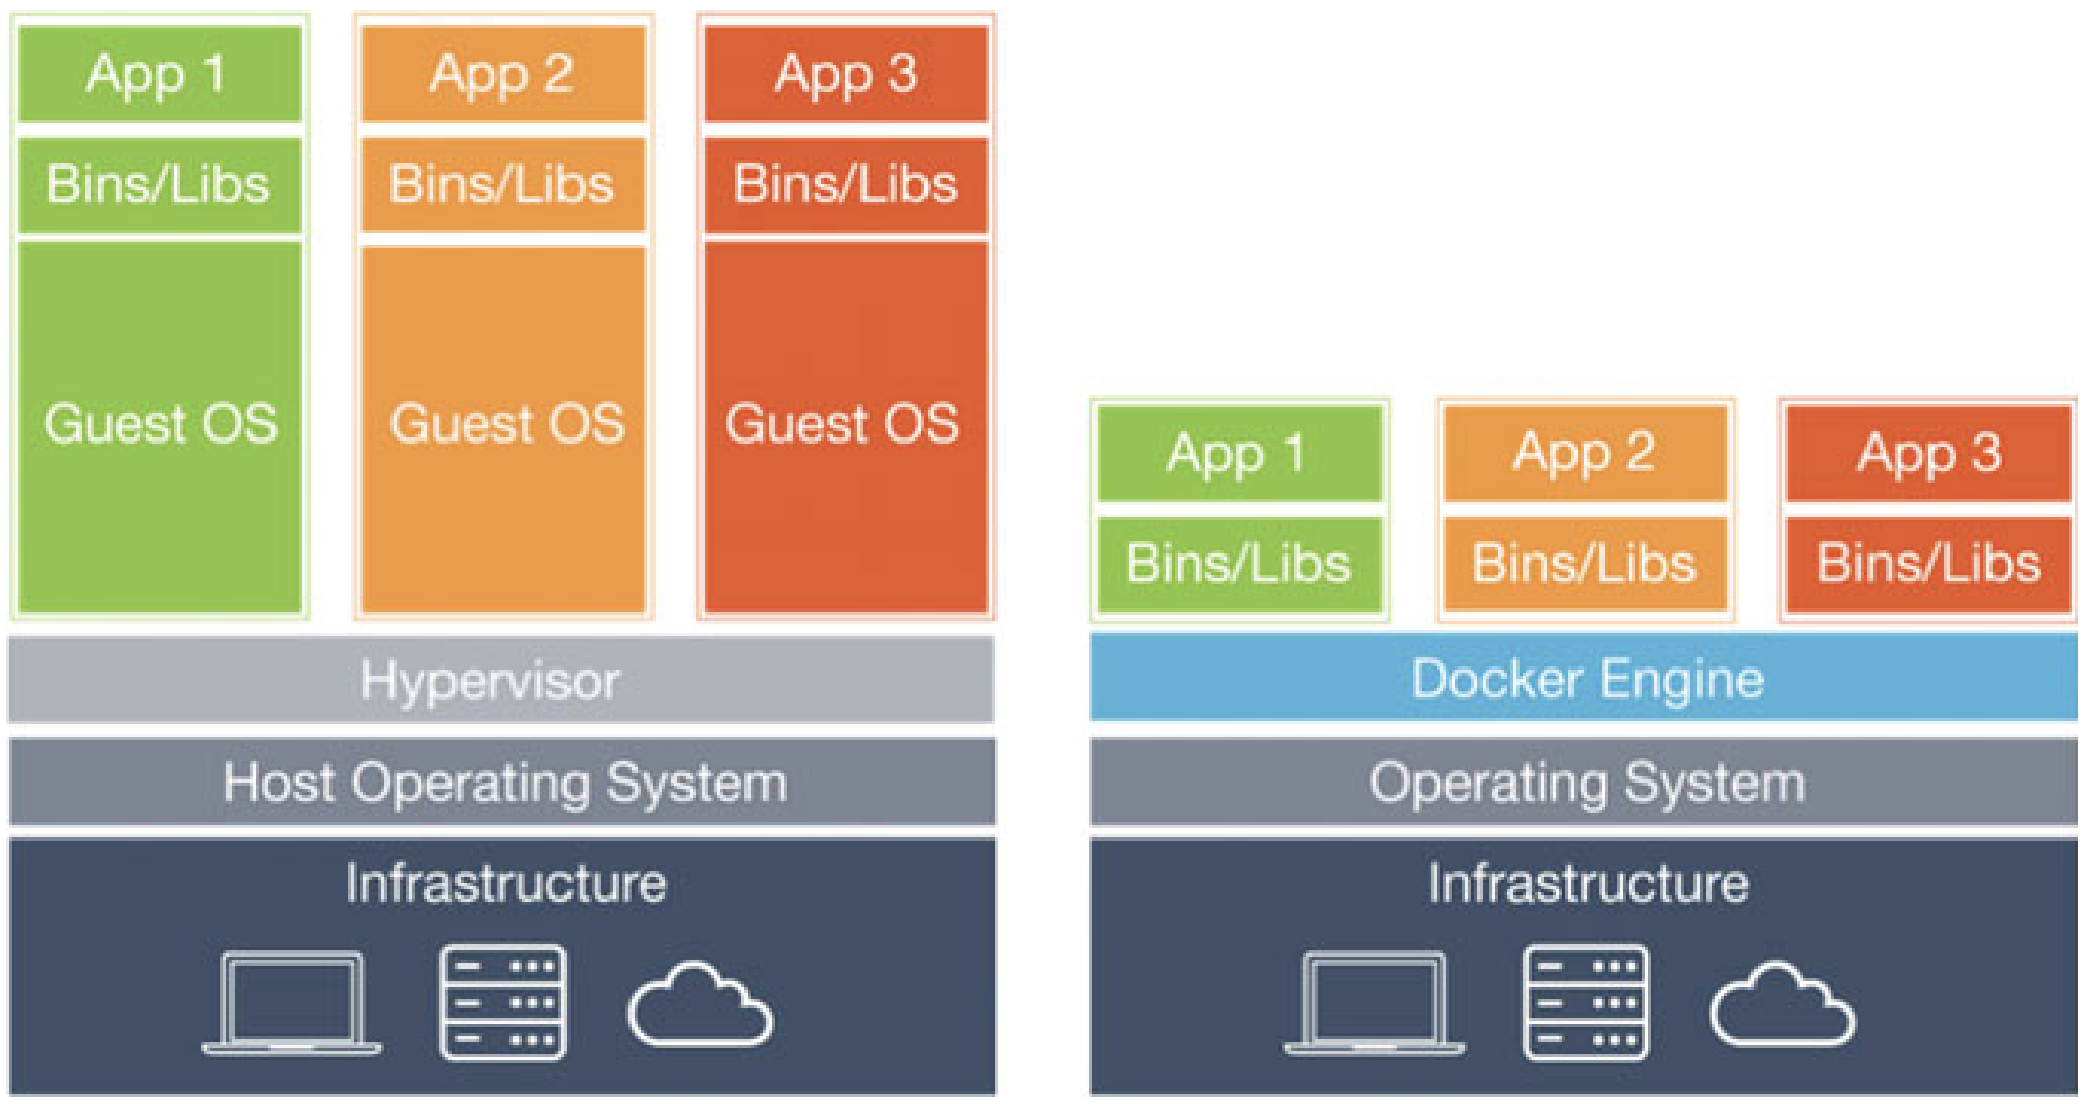 App 1
Bins/Libs
Guest OS
App 2
Bins/Libs
Guest OS
App 3
Bins/Libs
Guest OS
Hypervisor
Host Operating System
Infrastructure
App 1
Bins/Libs
App 2
Bins/Libs
App 3
Bins/Libs
Docker Engine
Operating System
Infrastructure